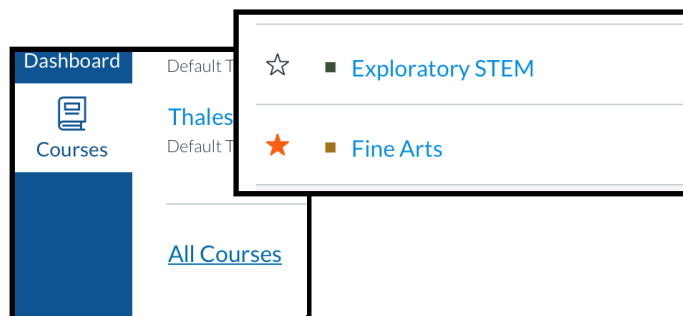 Dashboard
Courses
Default T
Thales
Default T
All Courses
Exploratory STEM
Fine Arts